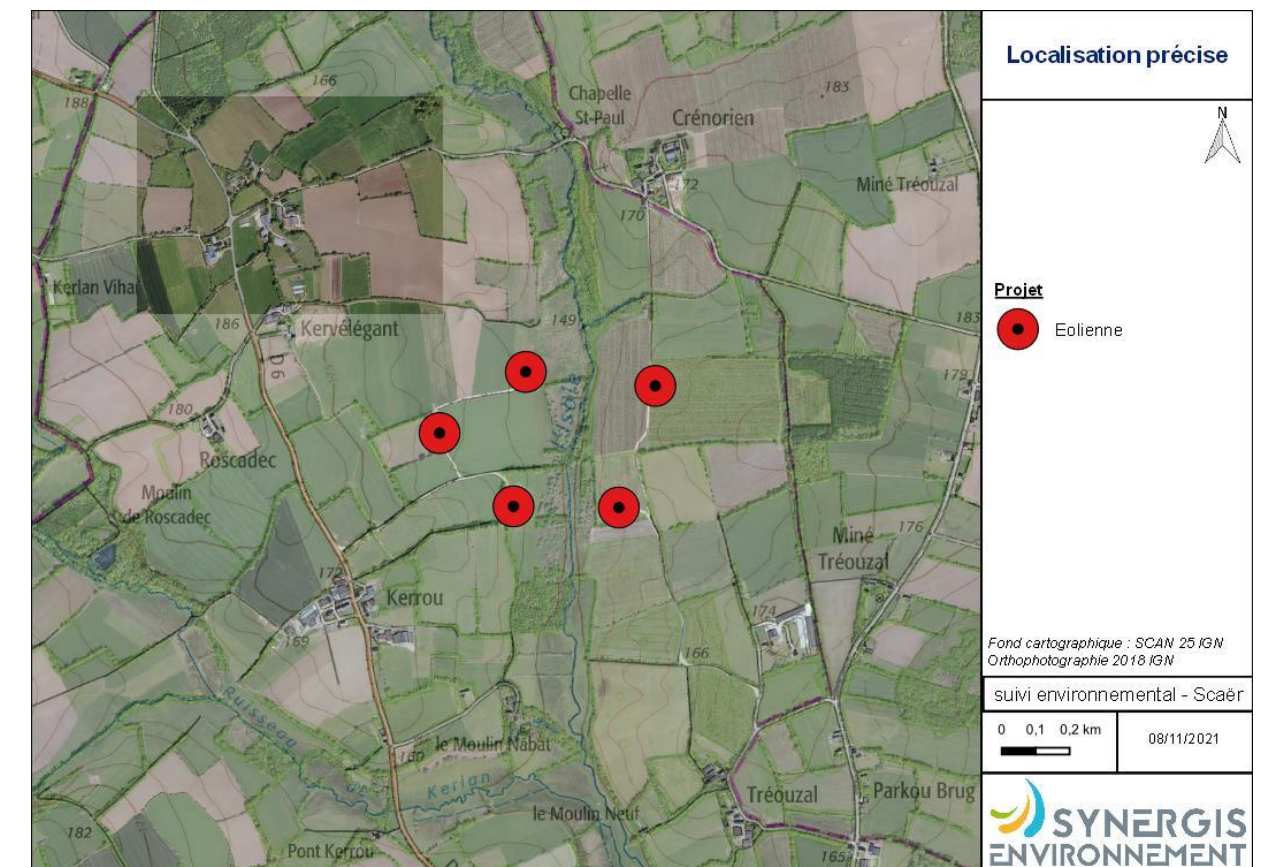 Localisation précise
N
Projet
Eolienne
Fond cartographique : SCAN 25 IGN
Orthophotographie 2018 IGN
suivi environnemental - Scaër
0 0,1 0,2 km
08/11/2021
SYNERGIS
ENVIRONNEMENT
166
188
Chapelle
St-Paul
Crénorien
183
172
Miné Tréouzal
170
Kerlan Vihan
186
Kervélégant
149
183
D 6
179
180
Roscadec
L'Isole
Moulin
de Roscadec
Miné
Tréouzal
176
172
Kerrou
174
169
166
Ruisseau
de
Kerlan
le Moulin Nabat
160
le Moulin Neuf
Tréouzal
Parkou Brug
182
Pont Kerrou
165